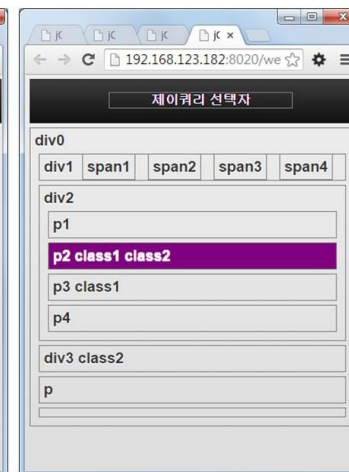 jC jC jC jC ×
192.168.123.182:8020/we
제이쿼리 선택자
div0
div1 span1 span2 span3 span4
div2
p1
p2 class1 class2
p3 class1
p4
div3 class2
p